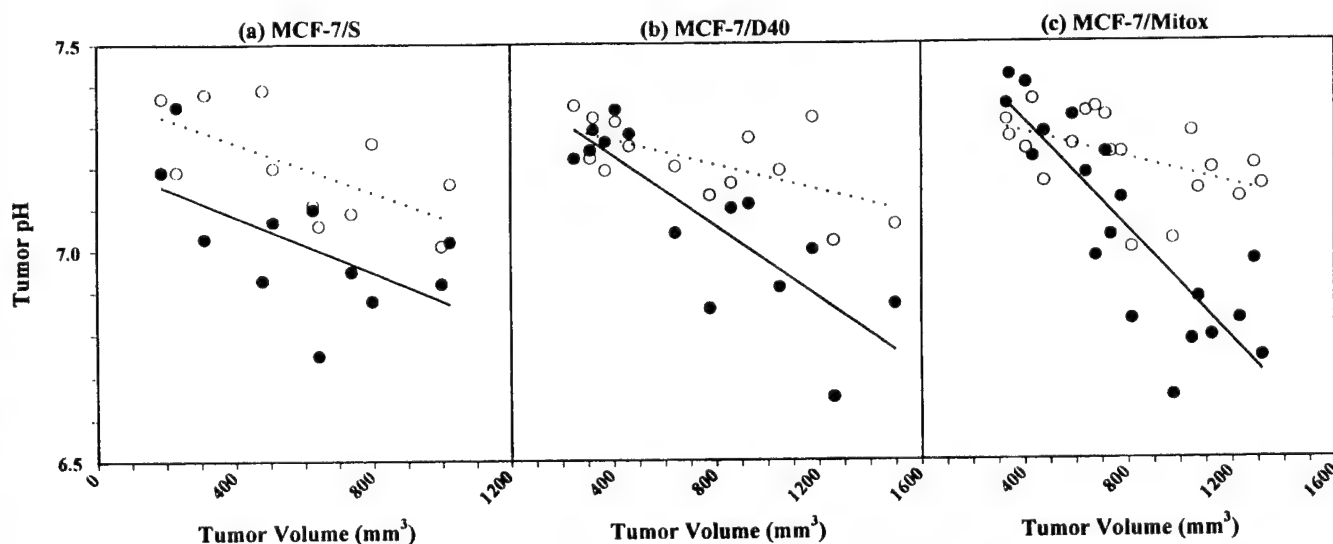 (a) MCF-7/S
(b) MCF-7/D40
(c) MCF-7/Mitox
7.5
7.0
6.5
Tumor pH
0 400 800 1200
400 800 1200 1600
400 800 1200 1600
Tumor Volume (mm³)
Tumor Volume (mm³)
Tumor Volume (mm³)